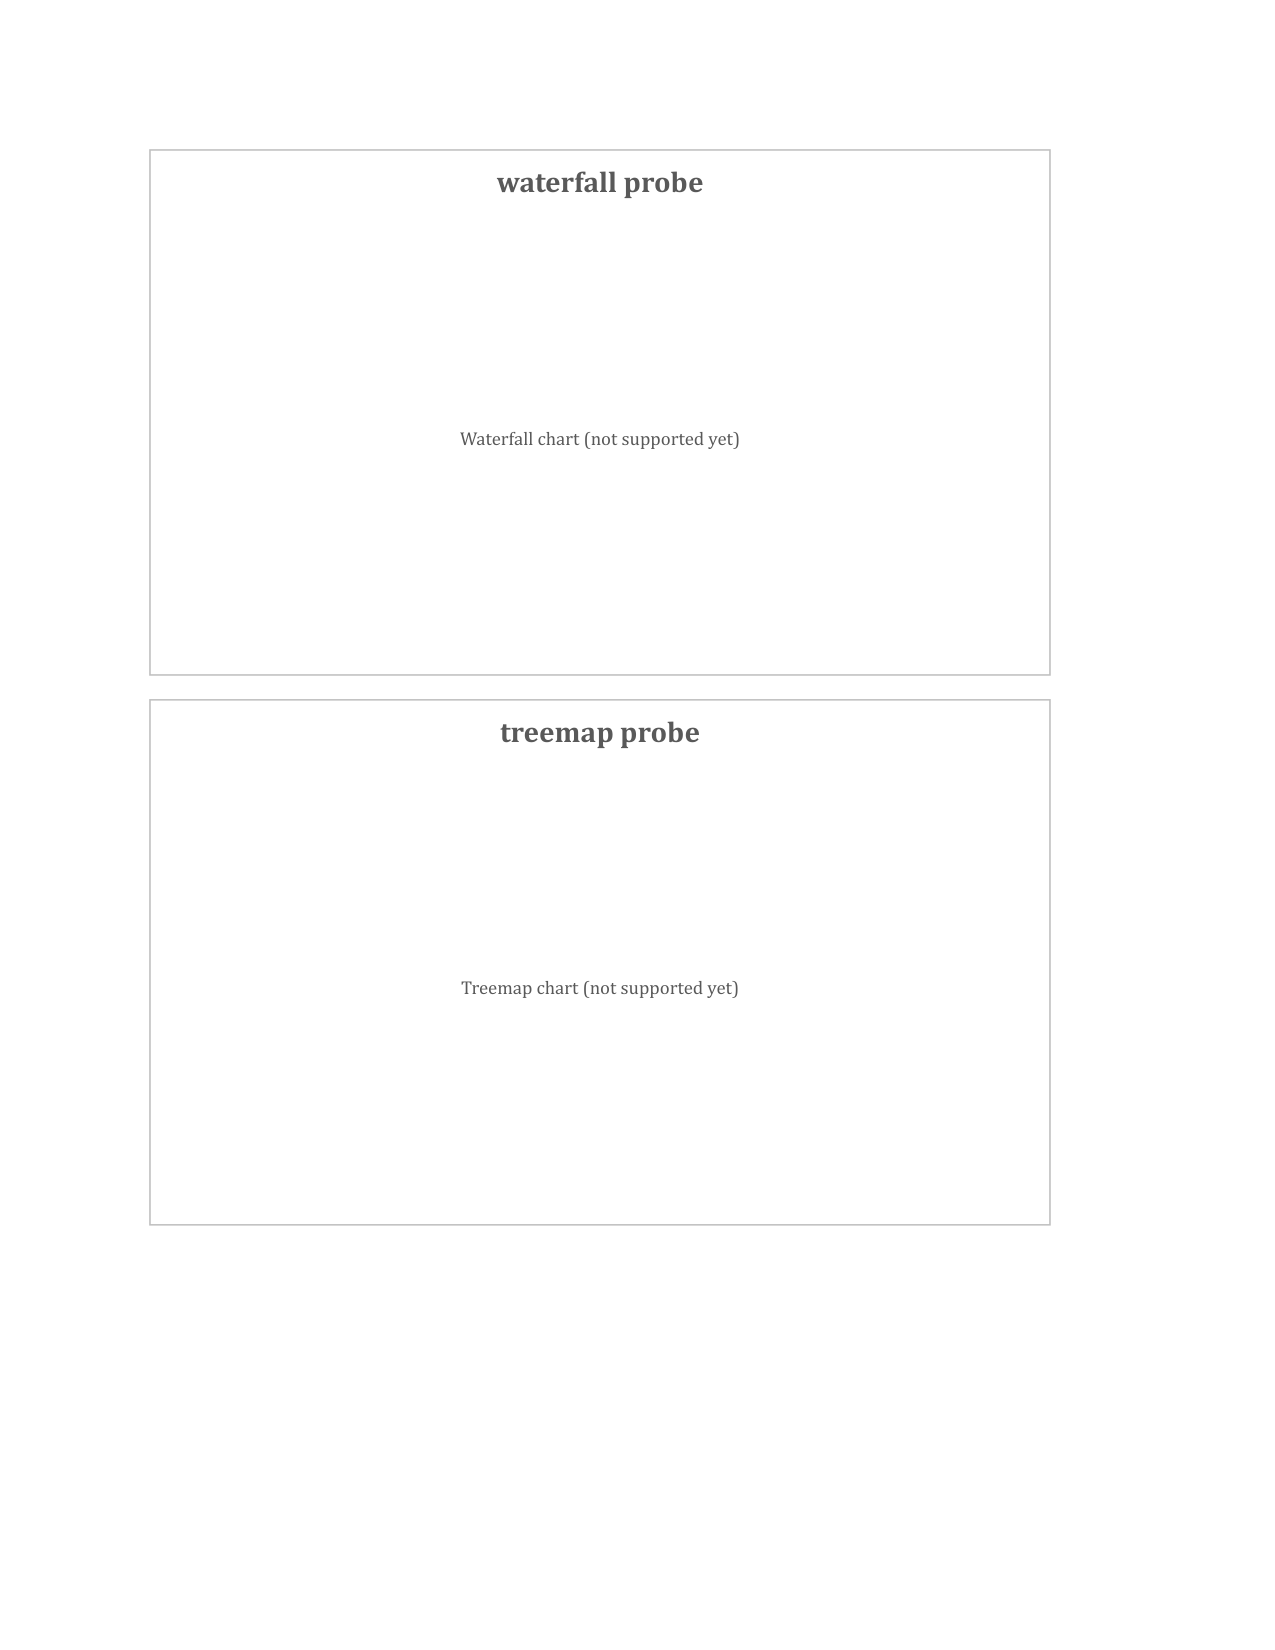 waterfall probe
Waterfall chart (not supported yet)
treemap probe
Treemap chart (not supported yet)